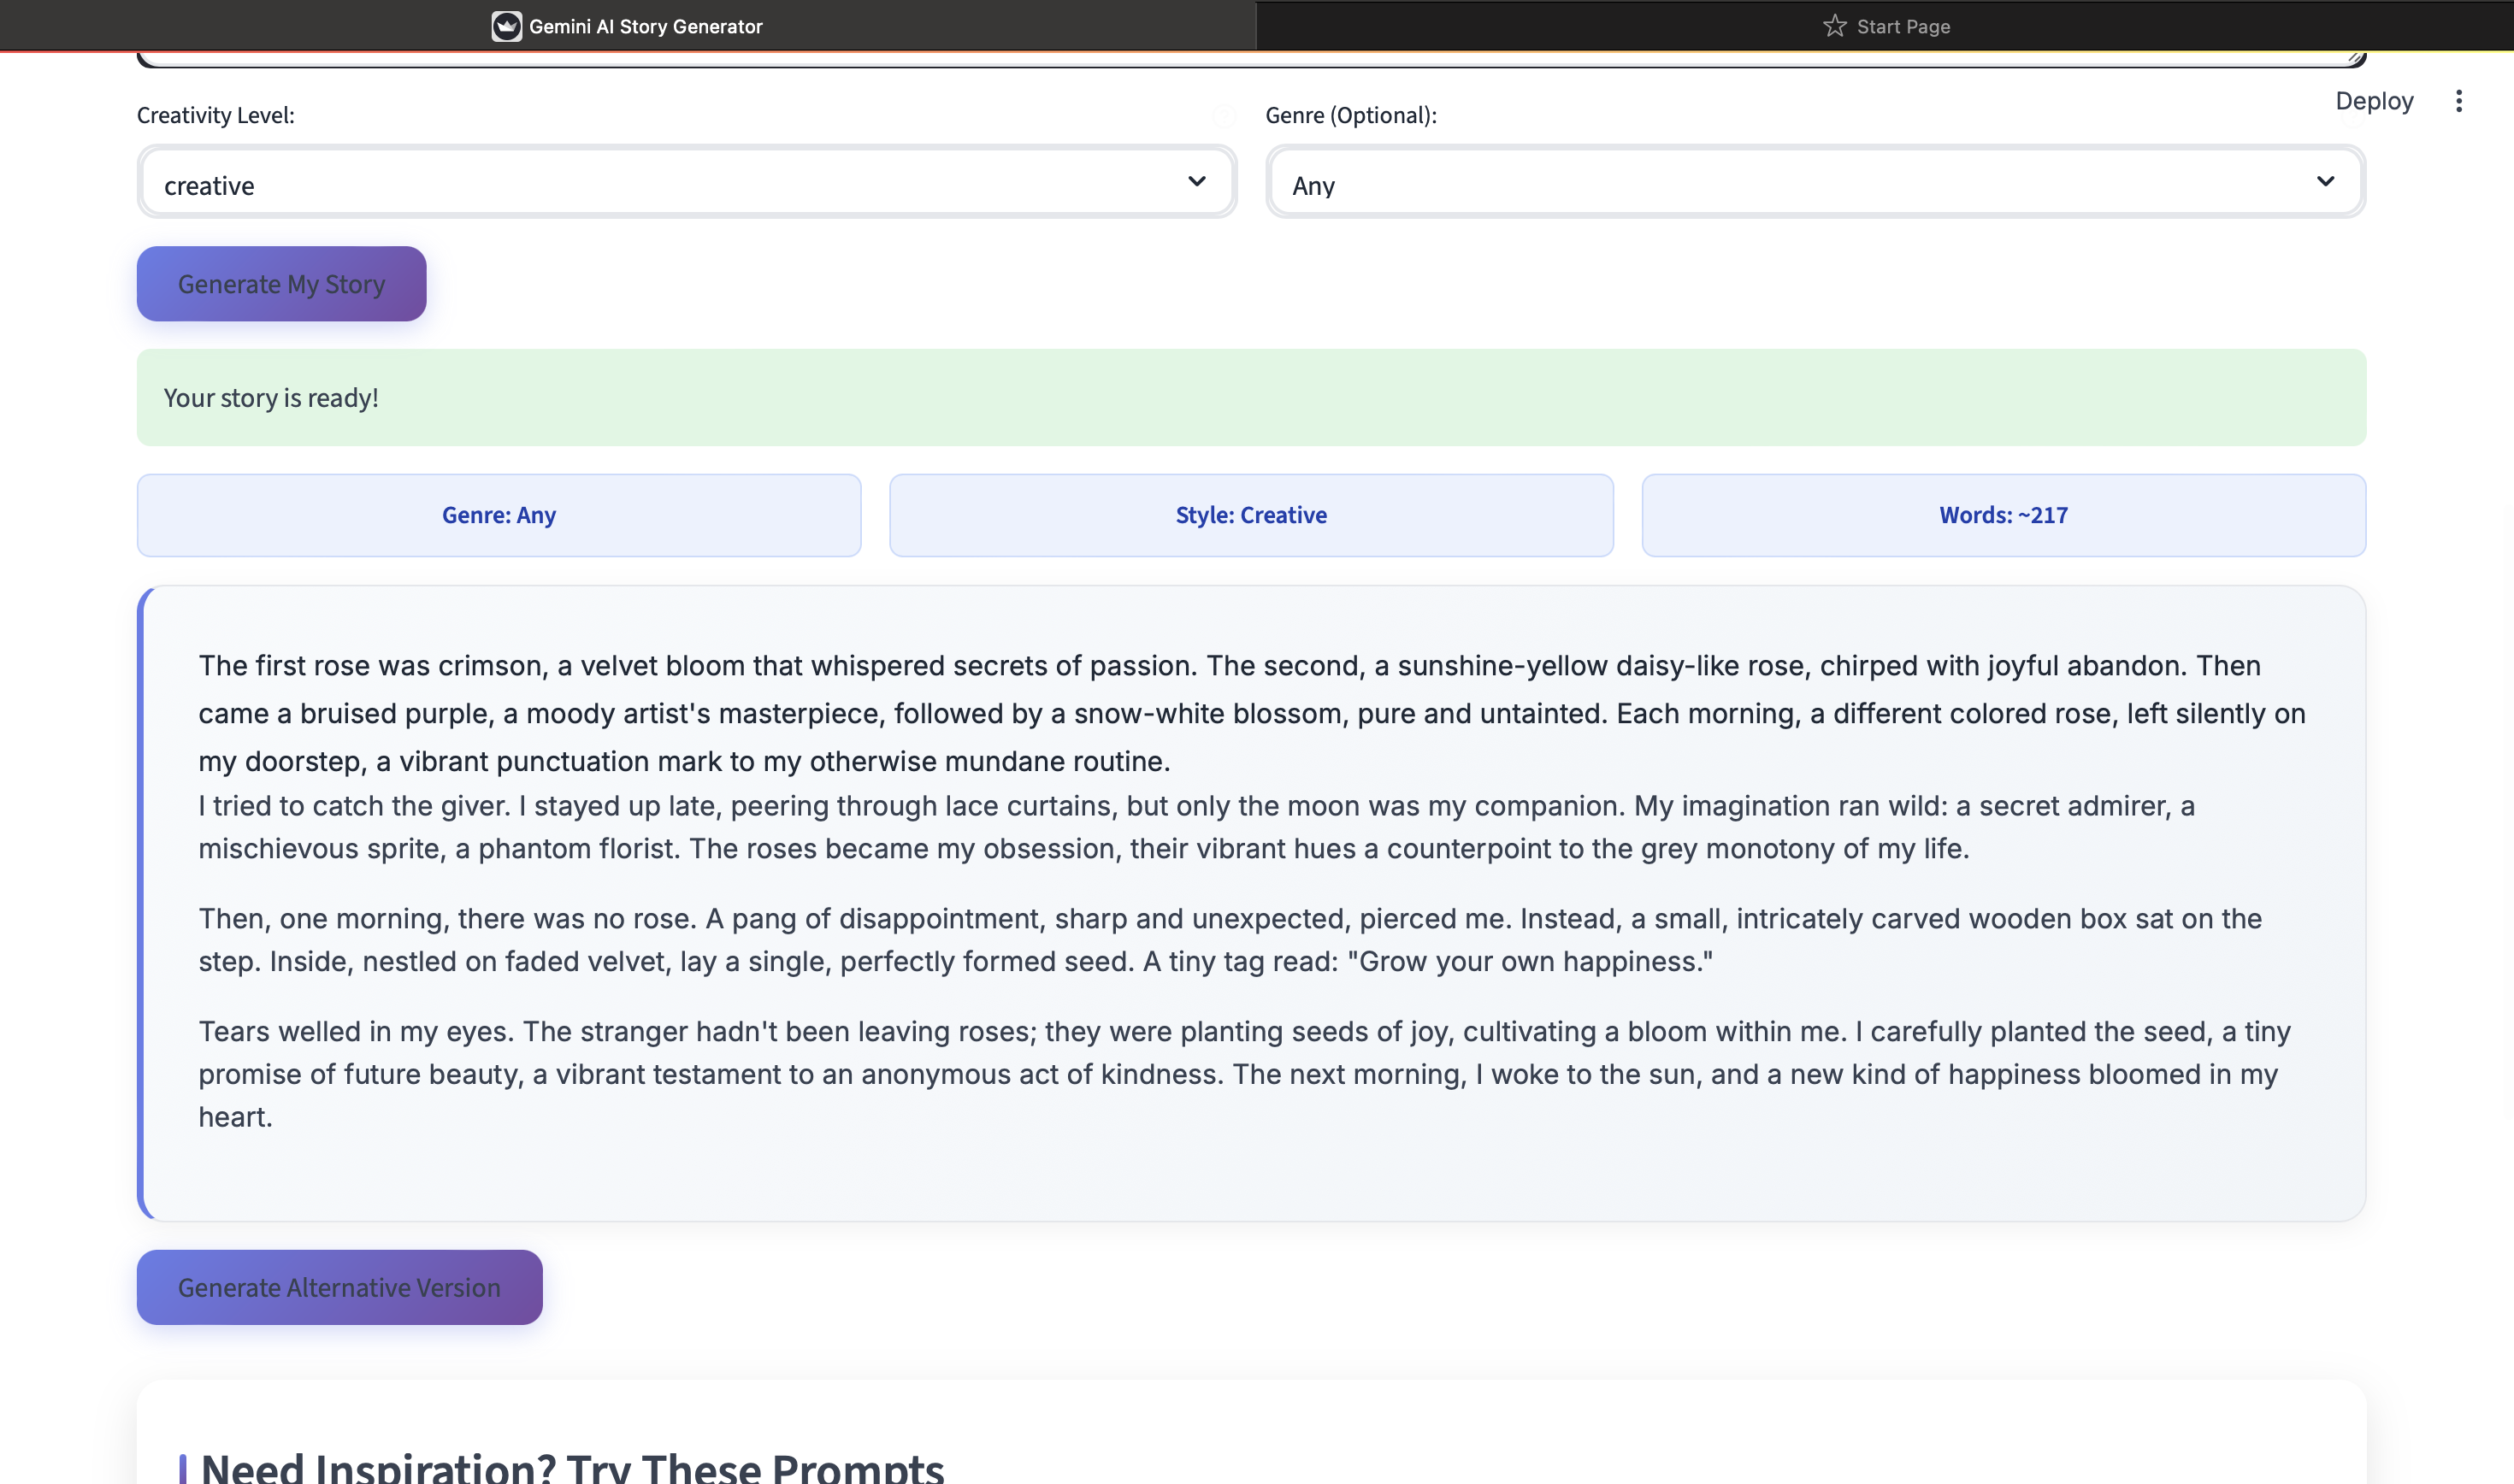 Gemini AI Story Generator
Start Page
Deploy
Creativity Level:
Genre (Optional):
creative
Any
Generate My Story
Your story is ready!
Genre: Any
Style: Creative
Words: ~217
The first rose was crimson, a velvet bloom that whispered secrets of passion. The second, a sunshine-yellow daisy-like rose, chirped with joyful abandon. Then
came a bruised purple, a moody artist's masterpiece, followed by a snow-white blossom, pure and untainted. Each morning, a different colored rose, left silently on
my doorstep, a vibrant punctuation mark to my otherwise mundane routine.
I tried to catch the giver. I stayed up late, peering through lace curtains, but only the moon was my companion. My imagination ran wild: a secret admirer, a
mischievous sprite, a phantom florist. The roses became my obsession, their vibrant hues a counterpoint to the grey monotony of my life.
Then, one morning, there was no rose. A pang of disappointment, sharp and unexpected, pierced me. Instead, a small, intricately carved wooden box sat on the
step. Inside, nestled on faded velvet, lay a single, perfectly formed seed. A tiny tag read: "Grow your own happiness."
Tears welled in my eyes. The stranger hadn't been leaving roses; they were planting seeds of joy, cultivating a bloom within me. I carefully planted the seed, a tiny
promise of future beauty, a vibrant testament to an anonymous act of kindness. The next morning, I woke to the sun, and a new kind of happiness bloomed in my
heart.
Generate Alternative Version
Need Inspiration? Try These Prompts